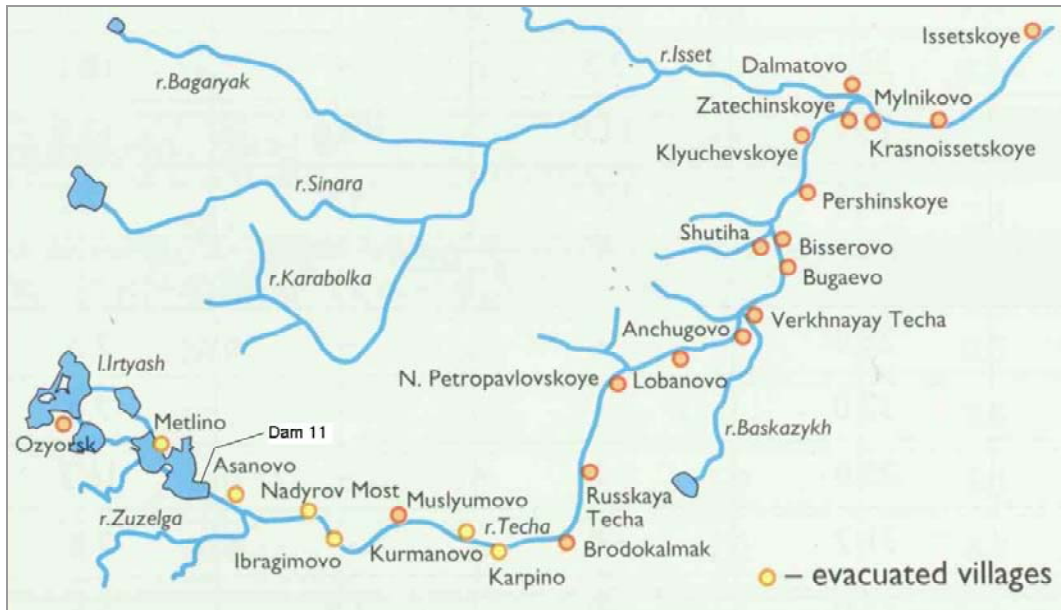 Issetskoye
r.Isset
Dalmatovo
r.Bagaryak
Zatechinskoye
Mylnikovo
Klyuchevskoye
Krasnoissetskoye
r.Sinara
Pershinskoye
Shutiha
Bisserovo
r.Karabolka
Bugaevo
Anchugovo
Verkhnayay Techa
l.Irtyash
N. Petropavlovskoye
Lobanovo
Metlino
Ozyorsk
Dam 11
r.Baskazykh
Asanovo
Nadyrov Most
Muslyumovo
Russkaya
Techa
r.Zuzelga
r.Techa
Ibragimovo
Kurmanovo
Brodokalmak
Karpino
– evacuated villages